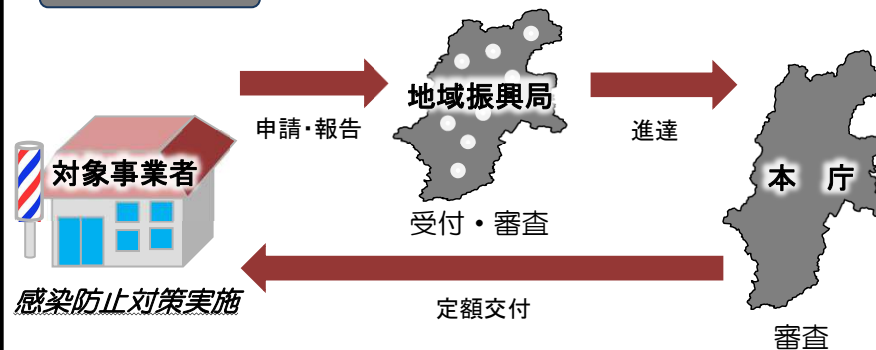 地域振興局
申請・報告
進達
対象事業者
本 庁
受付・審査
感染防止対策実施
定額交付
審査